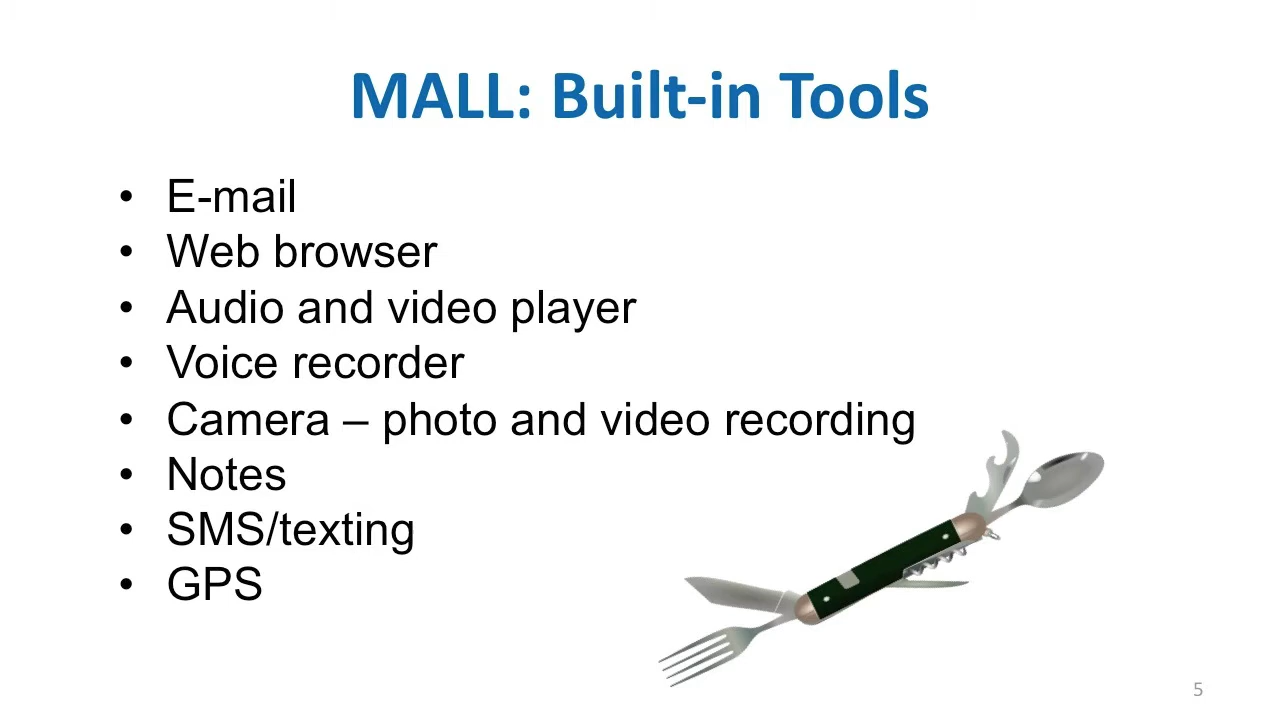 MALL: Built-in Tools
• E-mail
• Web browser
• Audio and video player
• Voice recorder
• Camera – photo and video recording
• Notes
• SMS/texting
• GPS
5